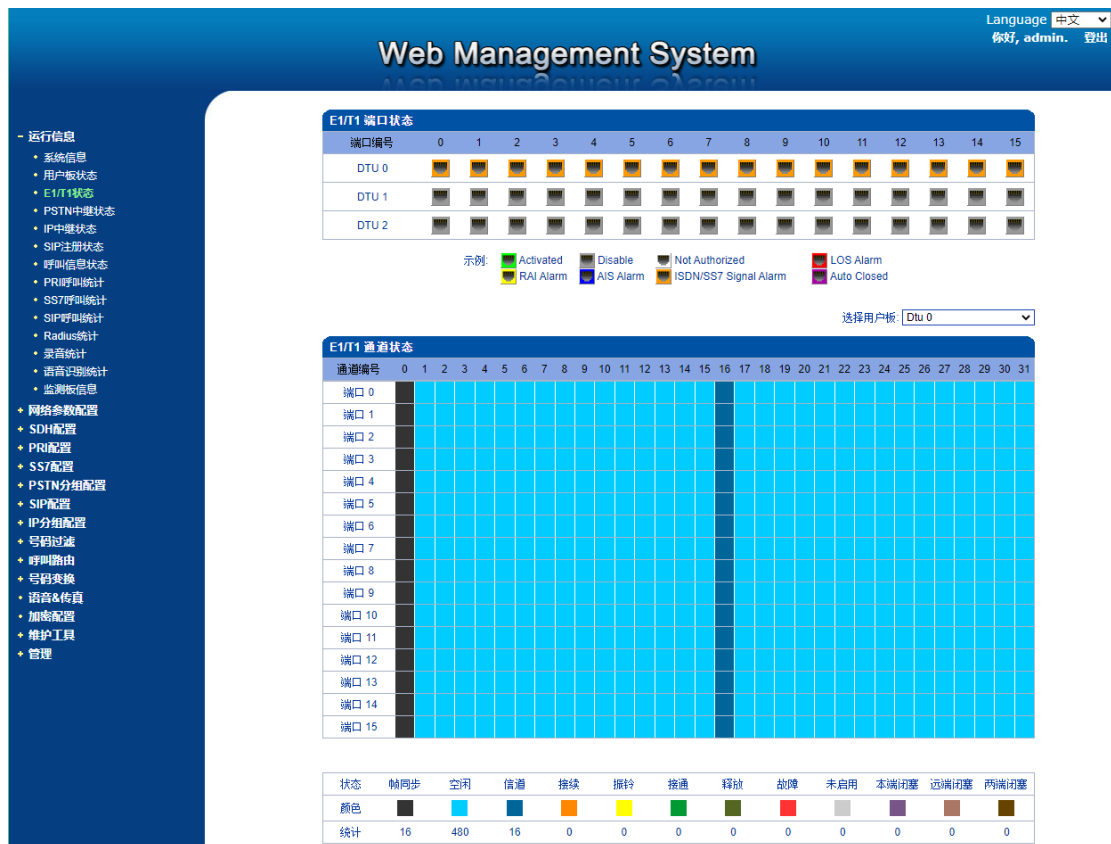 Language 中文
你好, admin. 登出
Web Management System
− 运行信息
系统信息
用户板状态
E1/T1状态
PSTN中继状态
IP中继状态
SIP注册状态
呼叫信息状态
PRI呼叫统计
SS7呼叫统计
SIP呼叫统计
Radius统计
录音统计
语音识别统计
监测板信息
+ 网络参数配置
+ SDH配置
+ PRI配置
+ SS7配置
+ PSTN分组配置
+ SIP配置
+ IP分组配置
+ 号码过滤
+ 呼叫路由
+ 号码变换
语音&传真
加密配置
+ 维护工具
+ 管理
E1/T1 端口状态
端口编号 0 1 2 3 4 5 6 7 8 9 10 11 12 13 14 15
DTU 0
DTU 1
DTU 2
示例: Activated Disable Not Authorized LOS Alarm
RAI Alarm AIS Alarm ISDN/SS7 Signal Alarm Auto Closed
选择用户板: Dtu 0
E1/T1 通道状态
通道编号 0 1 2 3 4 5 6 7 8 9 10 11 12 13 14 15 16 17 18 19 20 21 22 23 24 25 26 27 28 29 30 31
端口 0
端口 1
端口 2
端口 3
端口 4
端口 5
端口 6
端口 7
端口 8
端口 9
端口 10
端口 11
端口 12
端口 13
端口 14
端口 15
状态 帧同步 空闲 信道 接续 振铃 接通 释放 故障 未启用 本端闭塞 远端闭塞 两端闭塞
颜色
统计 16 480 16 0 0 0 0 0 0 0 0 0